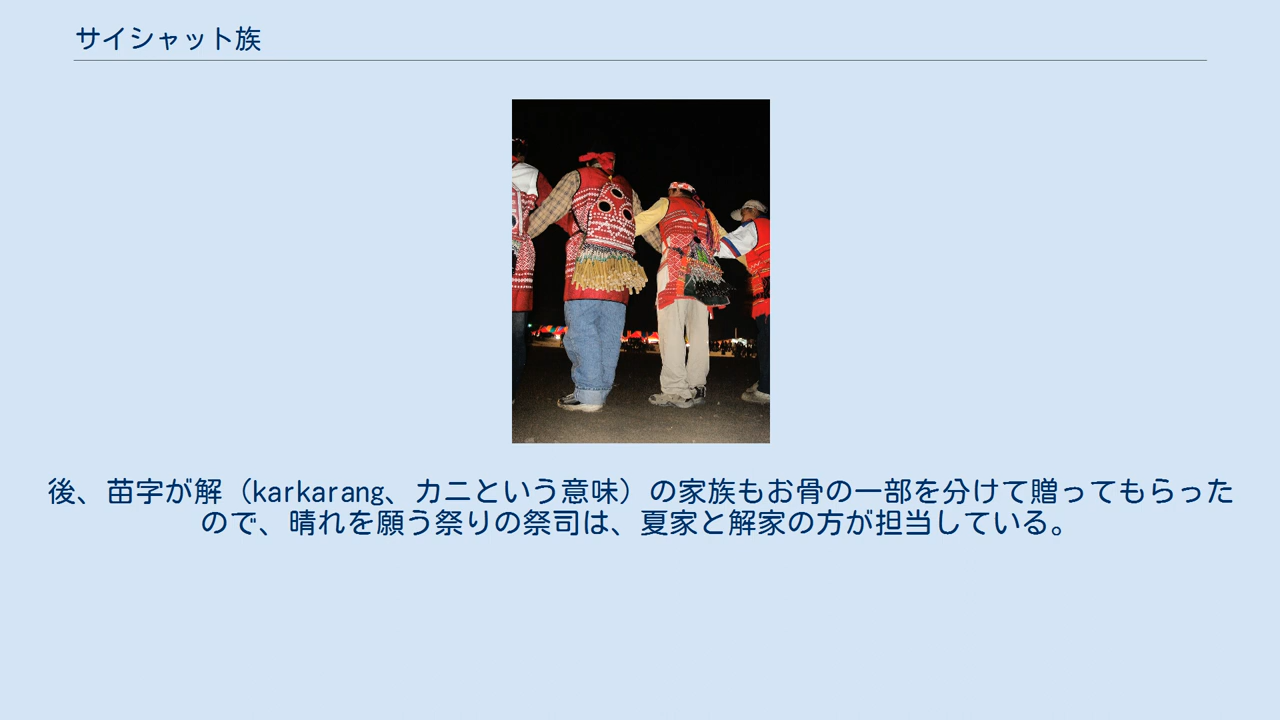 サイシャット族
後、苗字が解（karkarang、カニという意味）の家族もお骨の一部を分けて贈ってもらった
ので、晴れを願う祭りの祭司は、夏家と解家の方が担当している。